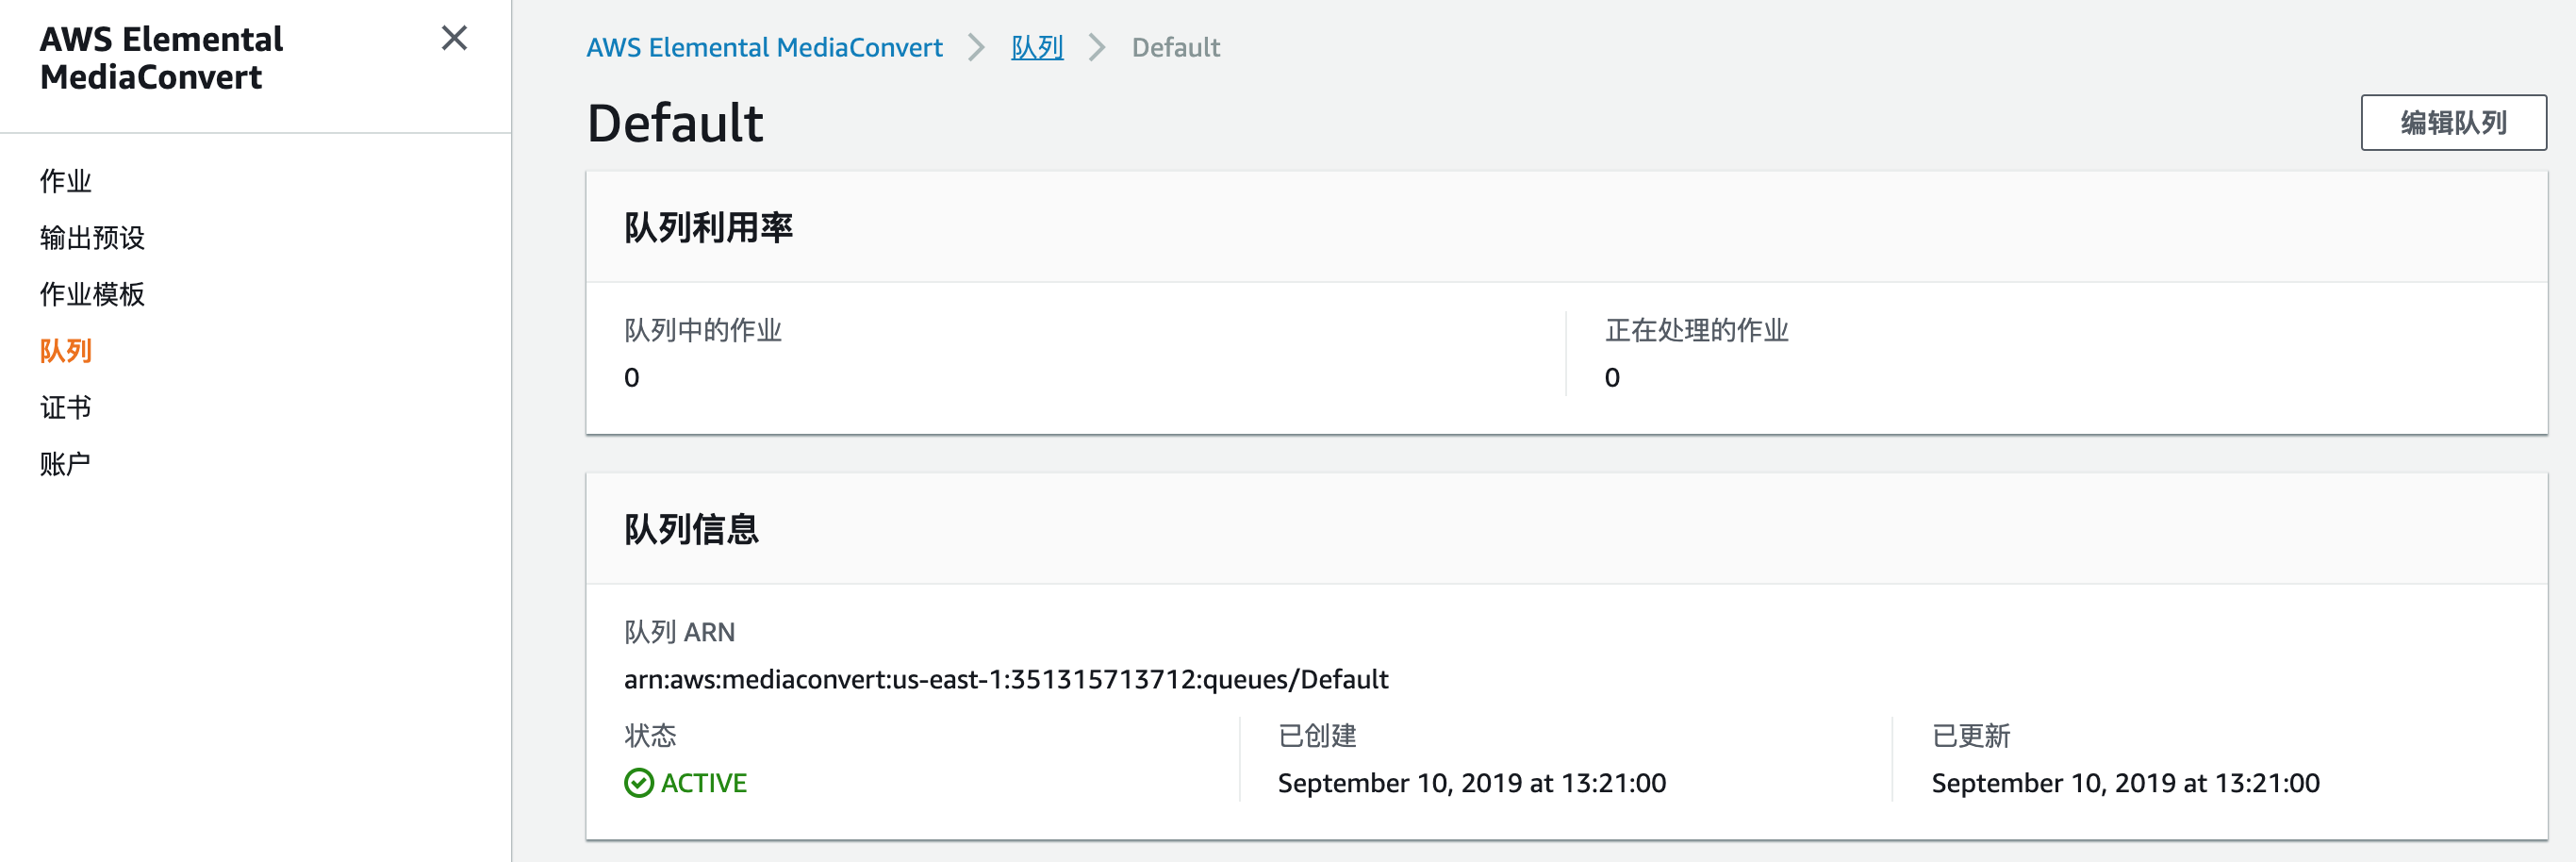 AWS Elemental
MediaConvert
作业
输出预设
作业模板
队列
证书
账户
AWS Elemental MediaConvert 队列 Default
Default
编辑队列
队列利用率
队列中的作业 正在处理的作业
0 0
队列信息
队列 ARN
arn:aws:mediaconvert:us-east-1:351315713712:queues/Default
状态 已创建 已更新
ACTIVE September 10, 2019 at 13:21:00 September 10, 2019 at 13:21:00